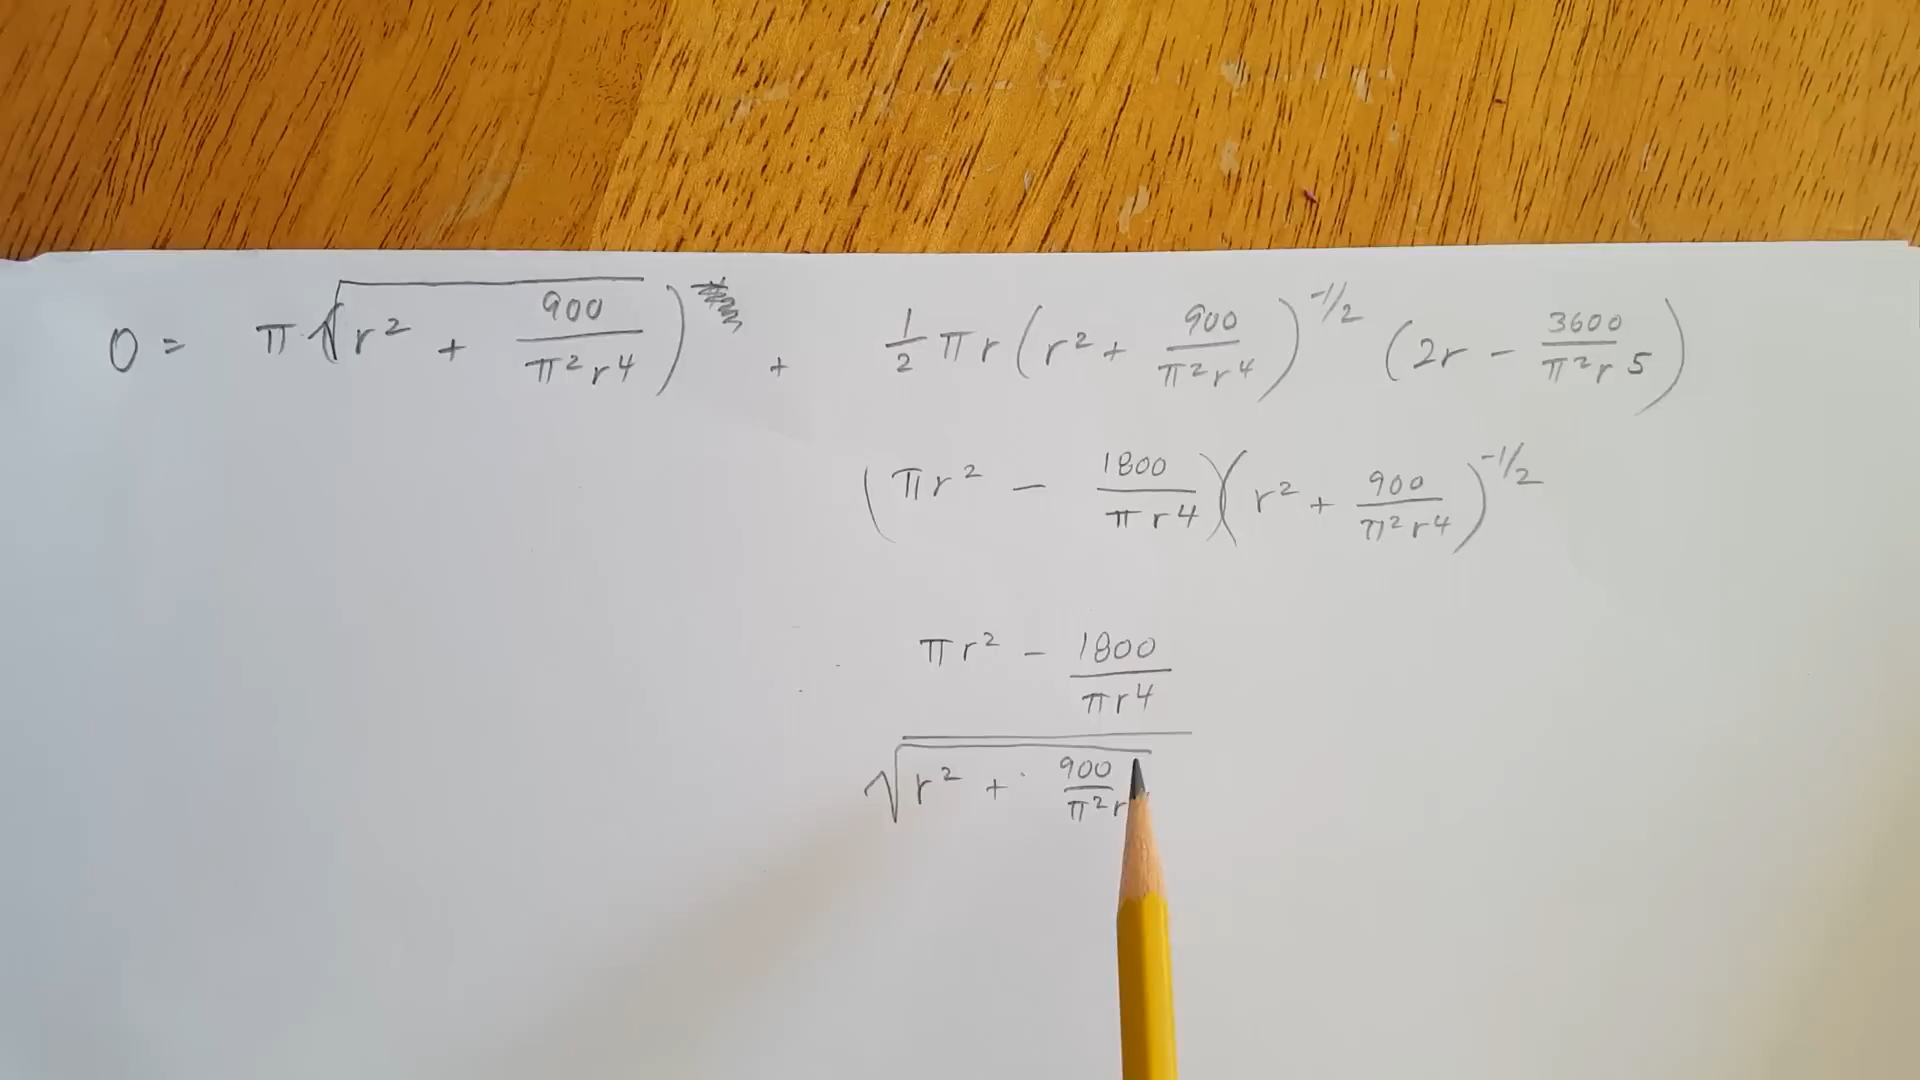 0 = π√(r² + 900/(π²r⁴)) + 1/2 πr(r² + 900/(π²r⁴))^(-1/2) (2r − 3600/(π²r⁵))
(πr² − 1800/(πr⁴))(r² + 900/(π²r⁴))^(-1/2)
πr² − 1800/(πr⁴)
√(r² + 900/(π²r